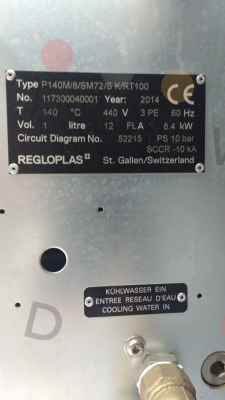 Type P140M/8/SM72/S K/RT100
No. 117300040001 Year: 2014 CE
T 140 °C 440 V 3 PE 60 Hz
Vol. 1 litre 12 FLA 8.4 kW
Circuit Diagram No. 52215 PS 10 bar
SCCR -10 kA
REGLOPLAS St. Gallen/Switzerland
KÜHLWASSER EIN
ENTREE RESEAU D'EAU
COOLING WATER IN